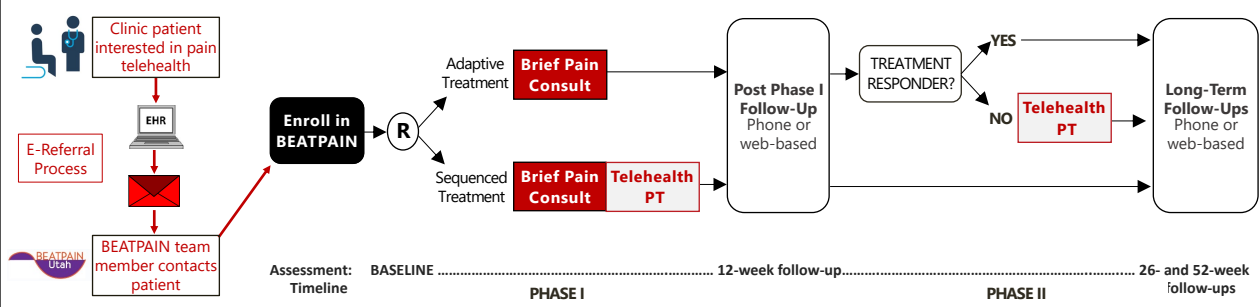 Clinic patient
interested in pain
telehealth
EHR
E-Referral
Process
BEATPAIN
Utah
BEATPAIN team
member contacts
patient
Enroll in
BEATPAIN
R
Adaptive
Treatment
Brief Pain
Consult
Sequenced
Treatment
Brief Pain
Consult
Telehealth
PT
Post Phase I
Follow-Up
Phone or
web-based
TREATMENT
RESPONDER?
YES
NO
Telehealth
PT
Long-Term
Follow-Ups
Phone or
web-based
Assessment:
Timeline
BASELINE ........................................................ 12-week follow-up........................................................ 26- and 52-week
follow-ups
PHASE I
PHASE II